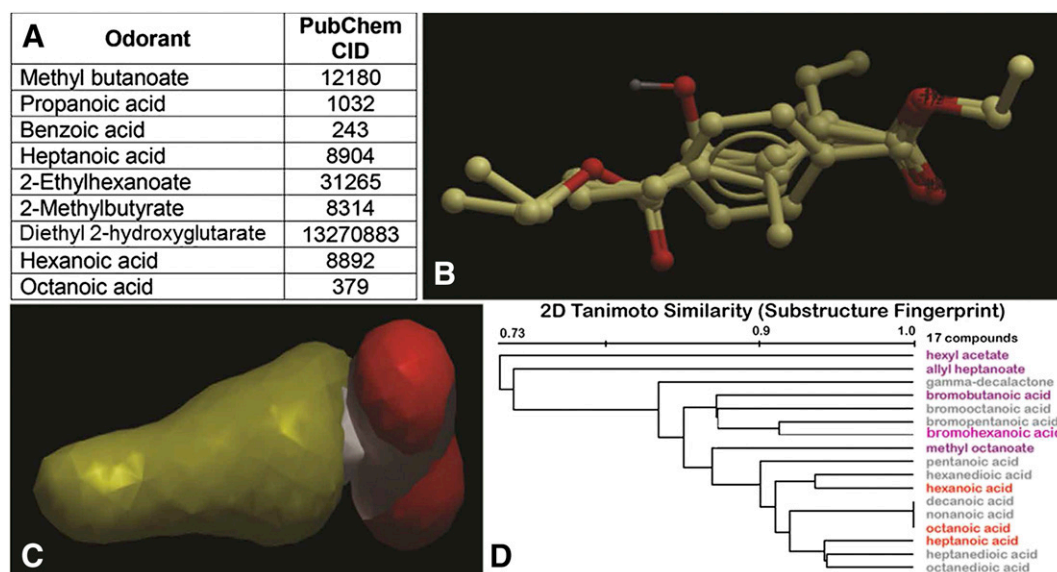 A Odorant PubChem CID
Methyl butanoate 12180
Propanoic acid 1032
Benzoic acid 243
Heptanoic acid 8904
2-Ethylhexanoate 31265
2-Methylbutyrate 8314
Diethyl 2-hydroxyglutarate 13270883
Hexanoic acid 8892
Octanoic acid 379
B
C
D
2D Tanimoto Similarity (Substructure Fingerprint)
0.73 0.9 1.0 17 compounds
hexyl acetate
allyl heptanoate
gamma-decalactone
bromobutanoic acid
bromooctanoic acid
bromopentanoic acid
bromohexanoic acid
methyl octanoate
pentanoic acid
hexanedioic acid
hexanoic acid
decanoic acid
nonanoic acid
octanoic acid
heptanoic acid
heptanedioic acid
octanedioic acid